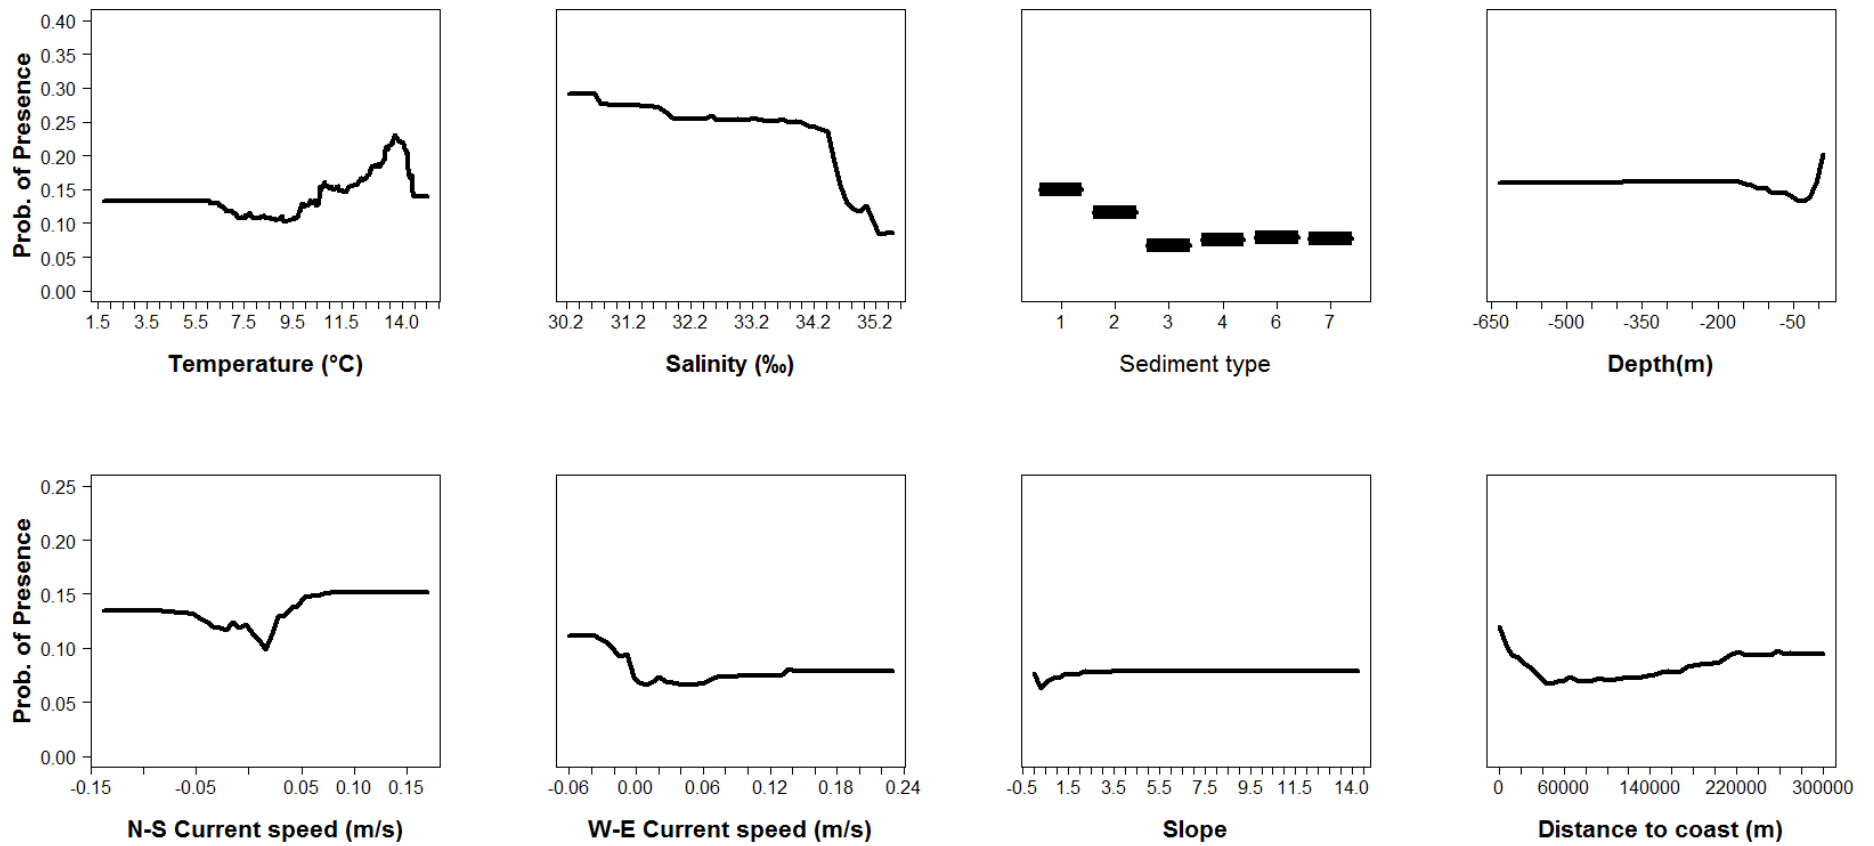 Prob. of Presence
0.40
0.35
0.30
0.25
0.20
0.15
0.10
0.05
0.00
1.5 3.5 5.5 7.5 9.5 11.5 14.0
Temperature (°C)
30.2 31.2 32.2 33.2 34.2 35.2
Salinity (‰)
1 2 3 4 6 7
Sediment type
-650 -500 -350 -200 -50
Depth(m)
Prob. of Presence
0.25
0.20
0.15
0.10
0.05
0.00
-0.15 -0.05 0.05 0.10 0.15
N-S Current speed (m/s)
-0.06 0.00 0.06 0.12 0.18 0.24
W-E Current speed (m/s)
-0.5 1.5 3.5 5.5 7.5 9.5 11.5 14.0
Slope
0 60000 140000 220000 300000
Distance to coast (m)